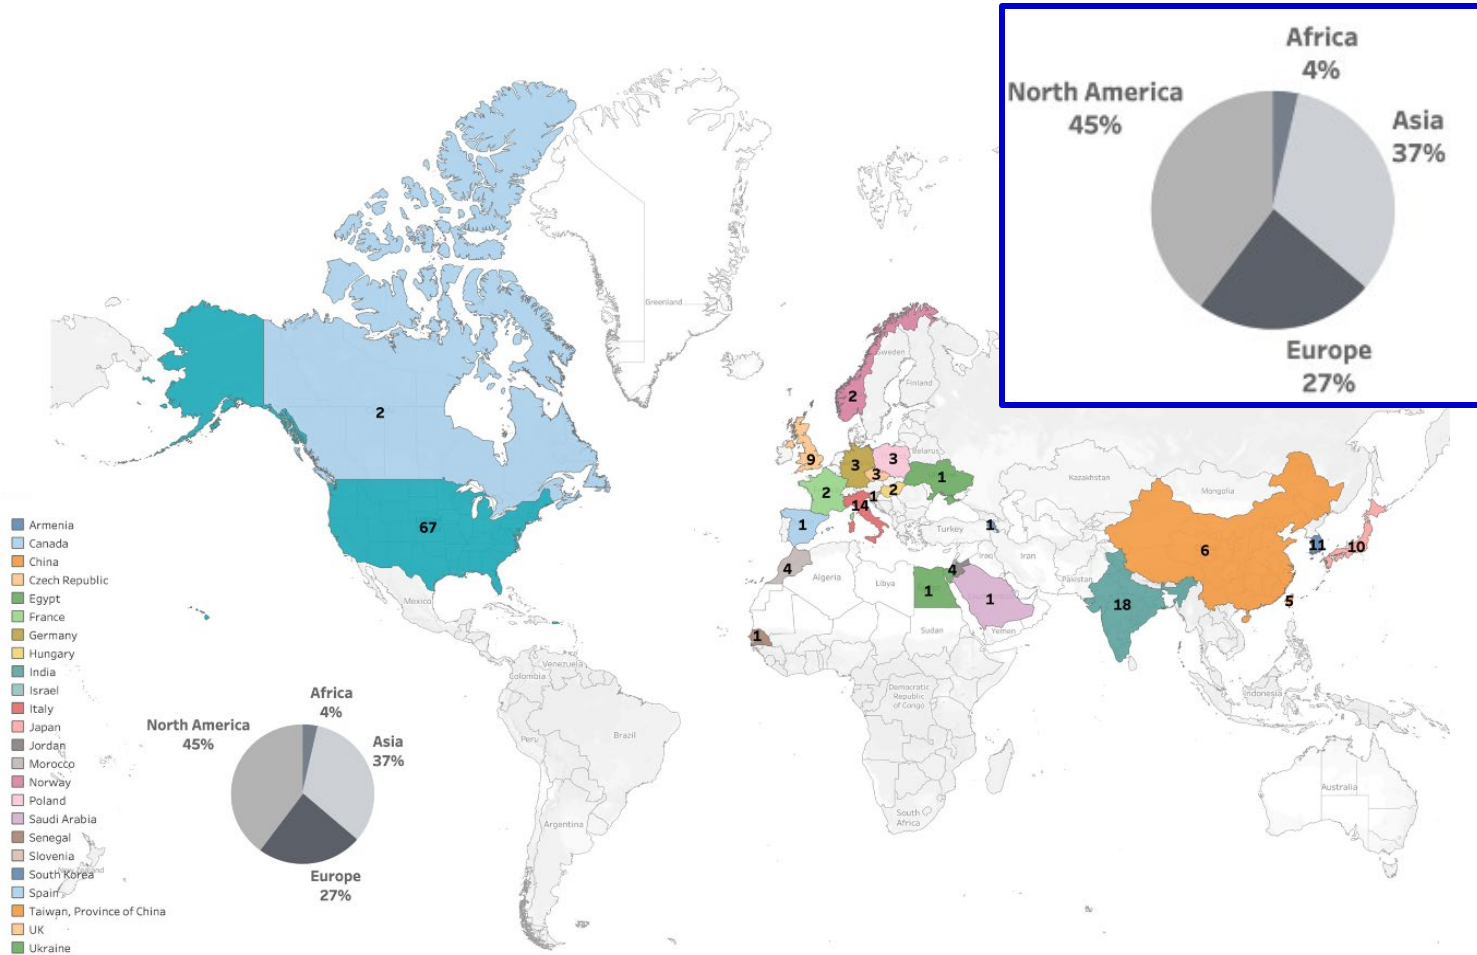 Africa
4%
North America
45%
Asia
37%
Europe
27%
Greenland
Sweden
Finland
2
2
Belarus
9
3
3
3
1
Kazakhstan
Mongolia
2
1
2
14
1
1
Turkey
1
67
6
11
10
Mexico
4
Algeria
Libya
1
4
Iraq
Iran
1
Pakistan
18
5
1
Sudan
Yemen
Venezuela
Colombia
Democratic
Republic
of Congo
Indonesia
Peru
Brazil
Australia
South
Africa
Argentina
New Zealand
Armenia
Canada
China
Czech Republic
Egypt
France
Germany
Hungary
India
Israel
Italy
Japan
Jordan
Morocco
Norway
Poland
Saudi Arabia
Senegal
Slovenia
South Korea
Spain
Taiwan, Province of China
UK
Ukraine
Africa
4%
North America
45%
Asia
37%
Europe
27%